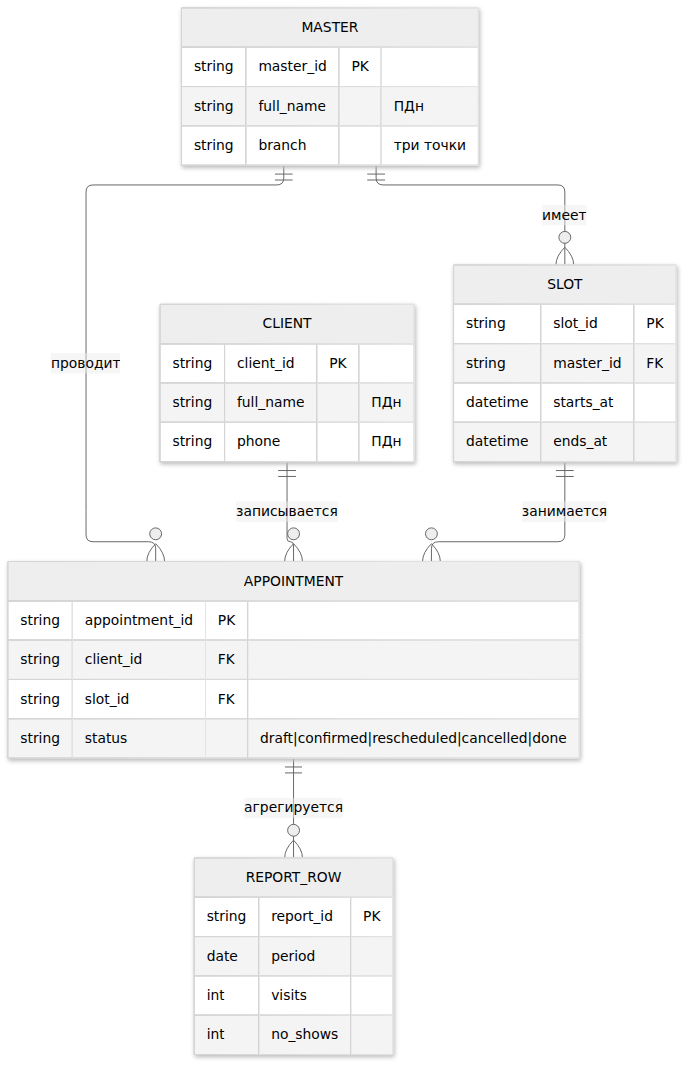 MASTER
string master_id PK
string full_name ПДн
string branch три точки
имеет
SLOT
string slot_id PK
string master_id FK
datetime starts_at
datetime ends_at
CLIENT
string client_id PK
string full_name ПДн
string phone ПДн
проводит
записывается
занимается
APPOINTMENT
string appointment_id PK
string client_id FK
string slot_id FK
string status draft|confirmed|rescheduled|cancelled|done
агрегируется
REPORT_ROW
string report_id PK
date period
int visits
int no_shows